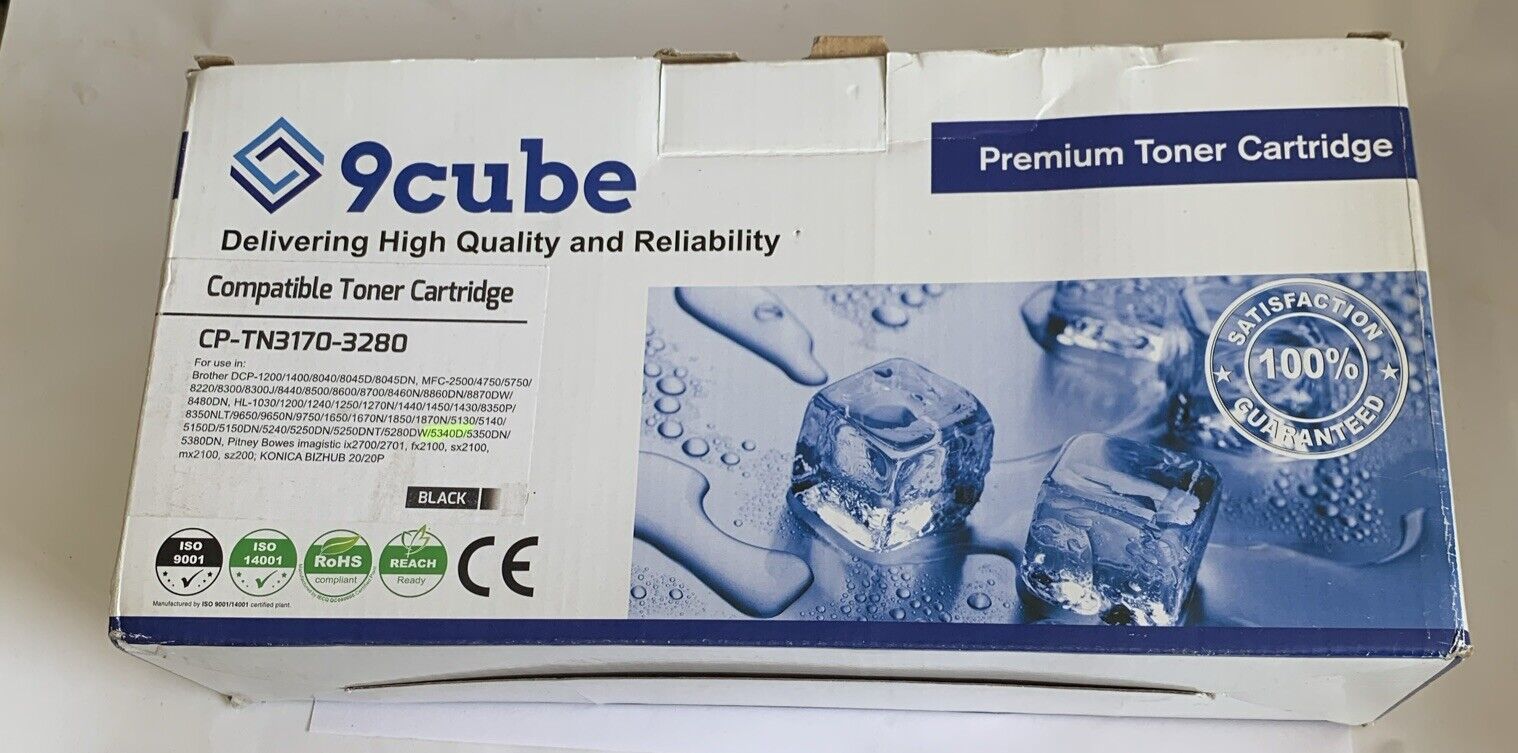 9cube
Delivering High Quality and Reliability
Premium Toner Cartridge
Compatible Toner Cartridge
CP-TN3170-3280
For use in:
Brother DCP-1200/1400/8040/8045D/8045DN, MFC-2500/4750/5750/
8220/8300/8300J/8440/8500/8600/8700/8460N/8860DN/8870DW/
8480DN, HL-1030/1200/1240/1250/1270N/1440/1450/1430/8350P/
8350NLT/9650/9650N/9750/1650/1670N/1850/1870N/5130/5140/
5150D/5150DN/5240/5250DN/5250DNT/5280DW/5340D/5350DN/
5380DN, Pitney Bowes imagistic ix2700/2701, fx2100, sx2100,
mx2100, sz200; KONICA BIZHUB 20/20P
BLACK
SATISFACTION
100%
GUARANTEED
ISO
9001
ISO
14001
RoHS
compliant
REACH
Ready
CE
Manufactured by ISO 9001/14001 certified plant.